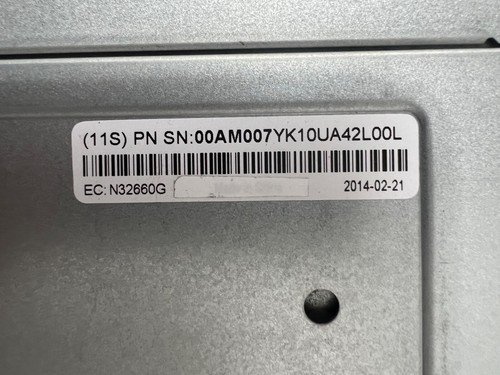 (11S) PN SN:00AM007YK10UA42L00L
EC: N32660G
2014-02-21